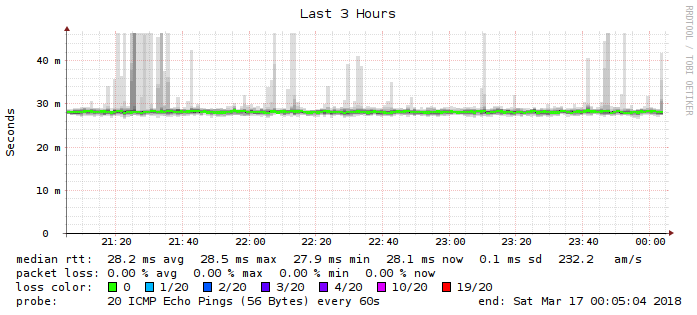 Last 3 Hours
RRDTOOL / TOBI OETIKER
Seconds
40 m
30 m
20 m
10 m
0
21:20 21:40 22:00 22:20 22:40 23:00 23:20 23:40 00:00
median rtt: 28.2 ms avg 28.5 ms max 27.9 ms min 28.1 ms now 0.1 ms sd 232.2 am/s
packet loss: 0.00 % avg 0.00 % max 0.00 % min 0.00 % now
loss color: 0 1/20 2/20 3/20 4/20 10/20 19/20
probe: 20 ICMP Echo Pings (56 Bytes) every 60s end: Sat Mar 17 00:05:04 2018